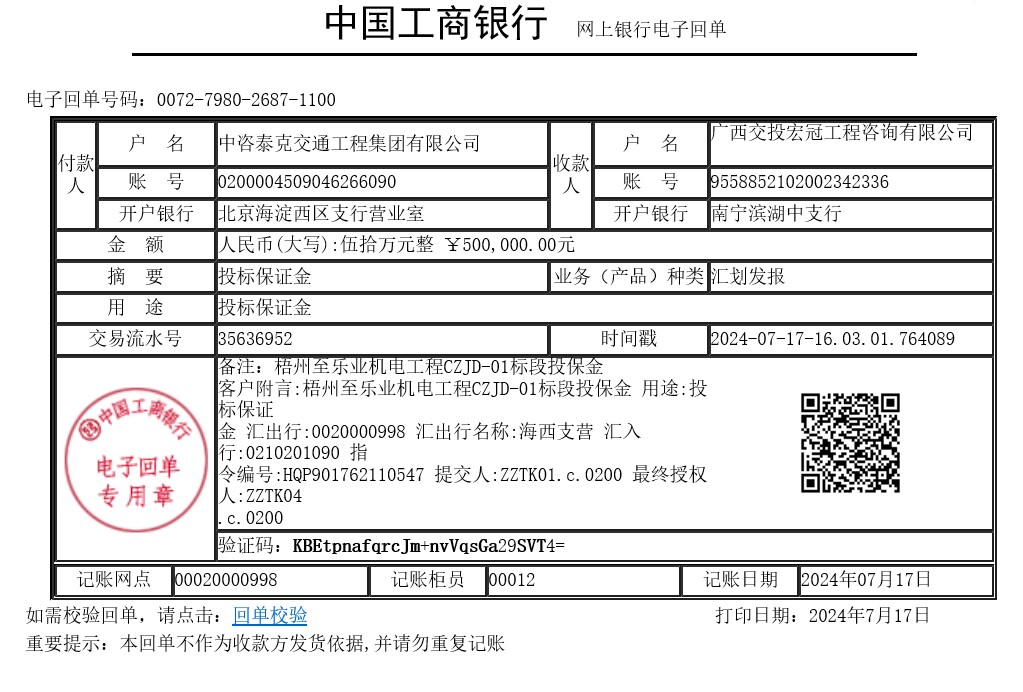 中国工商银行 网上银行电子回单
电子回单号码：0072-7980-2687-1100
付款人 户 名 中咨泰克交通工程集团有限公司 收款人 户 名 广西交投宏冠工程咨询有限公司
账 号 0200004509046266090 账 号 9558852102002342336
开户银行 北京海淀西区支行营业室 开户银行 南宁滨湖中支行
金 额 人民币(大写):伍拾万元整 ￥500,000.00元
摘 要 投标保证金 业务（产品）种类 汇划发报
用 途 投标保证金
交易流水号 35636952 时间戳 2024-07-17-16.03.01.764089
中国工商银行
电子回单
专用章
备注：梧州至乐业机电工程CZJD-01标段投保金
客户附言:梧州至乐业机电工程CZJD-01标段投保金 用途:投
标保证
金 汇出行:0020000998 汇出行名称:海西支营 汇入
行:0210201090 指
令编号:HQP901762110547 提交人:ZZTK01.c.0200 最终授权
人:ZZTK04
.c.0200
验证码：KBEtpnafqrcJm+nvVqsGa29SVT4=
记账网点 00020000998 记账柜员 00012 记账日期 2024年07月17日
如需校验回单，请点击：回单校验 打印日期：2024年7月17日
重要提示：本回单不作为收款方发货依据,并请勿重复记账